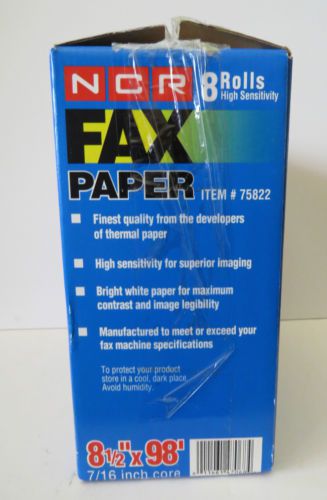 NCR
8 Rolls
High Sensitivity
FAX
PAPER ITEM # 75822
Finest quality from the developers
of thermal paper
High sensitivity for superior imaging
Bright white paper for maximum
contrast and image legibility
Manufactured to meet or exceed your
fax machine specifications
To protect your product
store in a cool, dark place.
Avoid humidity.
8 1/2" x 98'
7/16 inch core